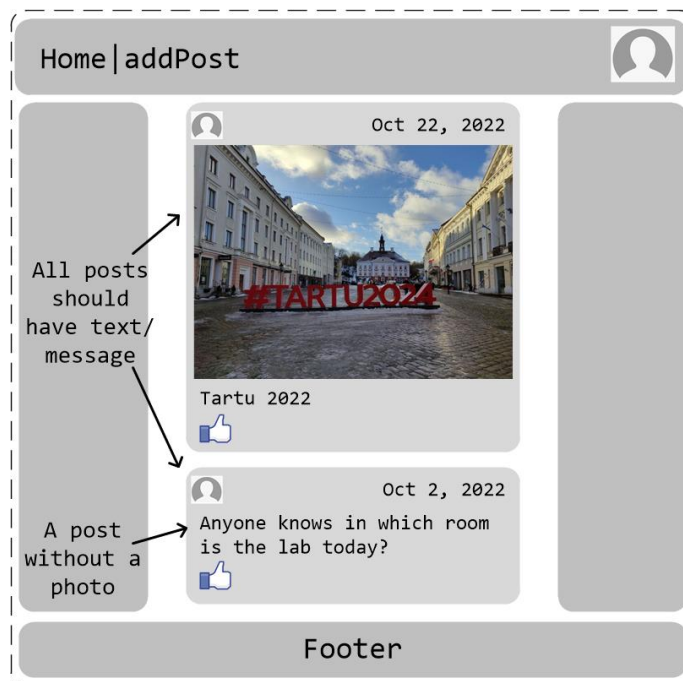 Home|addPost
Oct 22, 2022
#TARTU2024
Tartu 2022
All posts
should
have text/
message
Oct 2, 2022
Anyone knows in which room
is the lab today?
A post
without a
photo
Footer